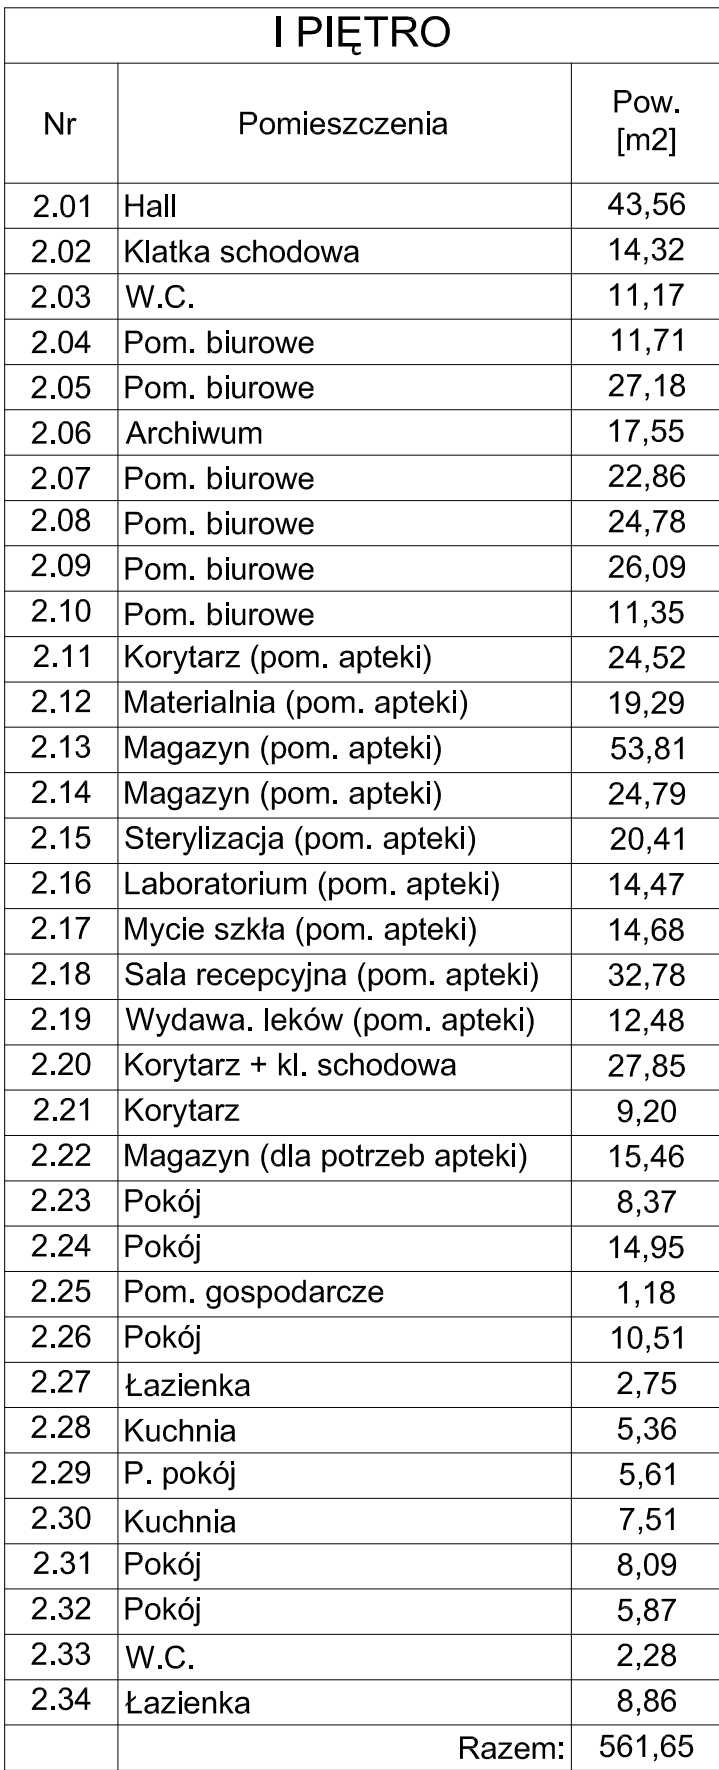 I PIĘTRO
Nr Pomieszczenia Pow. [m2]
2.01 Hall 43,56
2.02 Klatka schodowa 14,32
2.03 W.C. 11,17
2.04 Pom. biurowe 11,71
2.05 Pom. biurowe 27,18
2.06 Archiwum 17,55
2.07 Pom. biurowe 22,86
2.08 Pom. biurowe 24,78
2.09 Pom. biurowe 26,09
2.10 Pom. biurowe 11,35
2.11 Korytarz (pom. apteki) 24,52
2.12 Materialnia (pom. apteki) 19,29
2.13 Magazyn (pom. apteki) 53,81
2.14 Magazyn (pom. apteki) 24,79
2.15 Sterylizacja (pom. apteki) 20,41
2.16 Laboratorium (pom. apteki) 14,47
2.17 Mycie szkła (pom. apteki) 14,68
2.18 Sala recepcyjna (pom. apteki) 32,78
2.19 Wydawa. leków (pom. apteki) 12,48
2.20 Korytarz + kl. schodowa 27,85
2.21 Korytarz 9,20
2.22 Magazyn (dla potrzeb apteki) 15,46
2.23 Pokój 8,37
2.24 Pokój 14,95
2.25 Pom. gospodarcze 1,18
2.26 Pokój 10,51
2.27 Łazienka 2,75
2.28 Kuchnia 5,36
2.29 P. pokój 5,61
2.30 Kuchnia 7,51
2.31 Pokój 8,09
2.32 Pokój 5,87
2.33 W.C. 2,28
2.34 Łazienka 8,86
Razem: 561,65